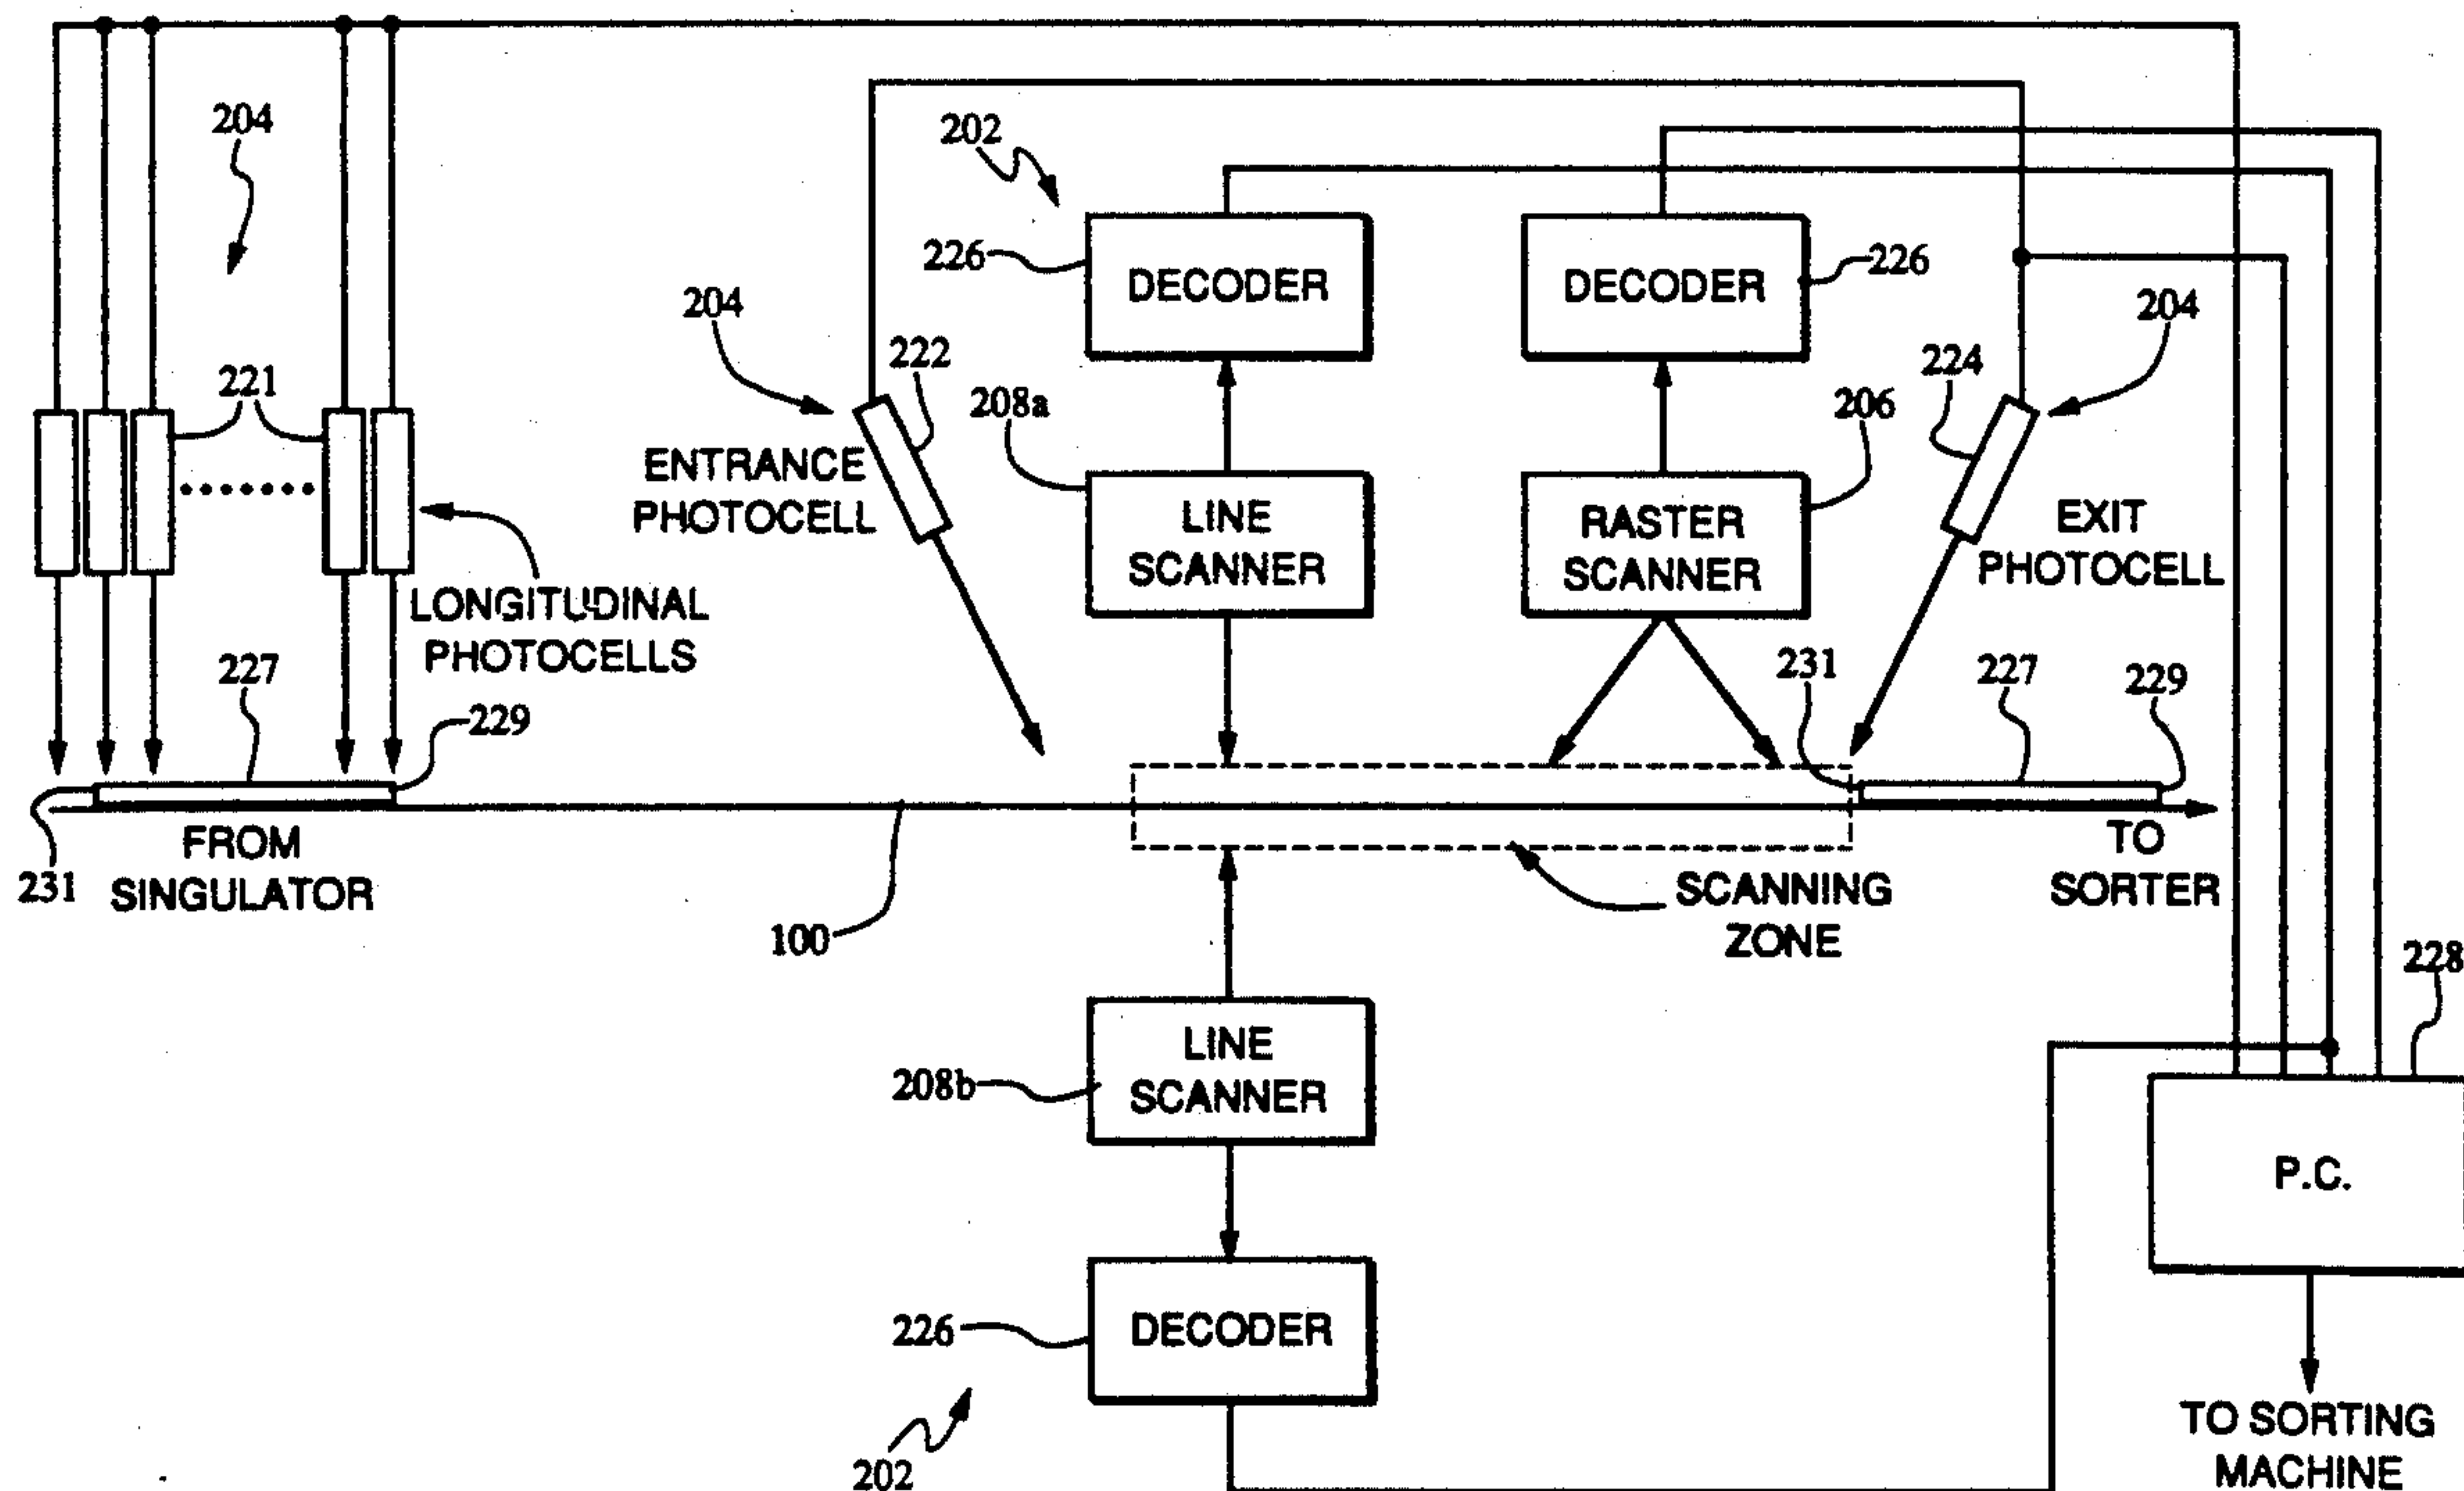 204
202
226
DECODER
DECODER
226
204
222
204
224
221
208a
206
ENTRANCE
PHOTOCELL
LINE
SCANNER
RASTER
SCANNER
EXIT
PHOTOCELL
LONGITUDINAL
PHOTOCELLS
227
229
231
227
229
231
FROM
SINGULATOR
100
SCANNING
ZONE
TO
SORTER
228
208b
LINE
SCANNER
P.C.
226
DECODER
202
TO SORTING
MACHINE